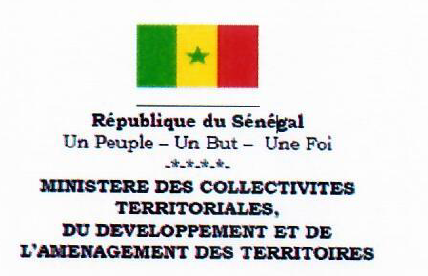 République du Sénégal
Un Peuple – Un But – Une Foi
-*-*-*-*-
MINISTERE DES COLLECTIVITES
TERRITORIALES,
DU DEVELOPPEMENT ET DE
L'AMENAGEMENT DES TERRITOIRES